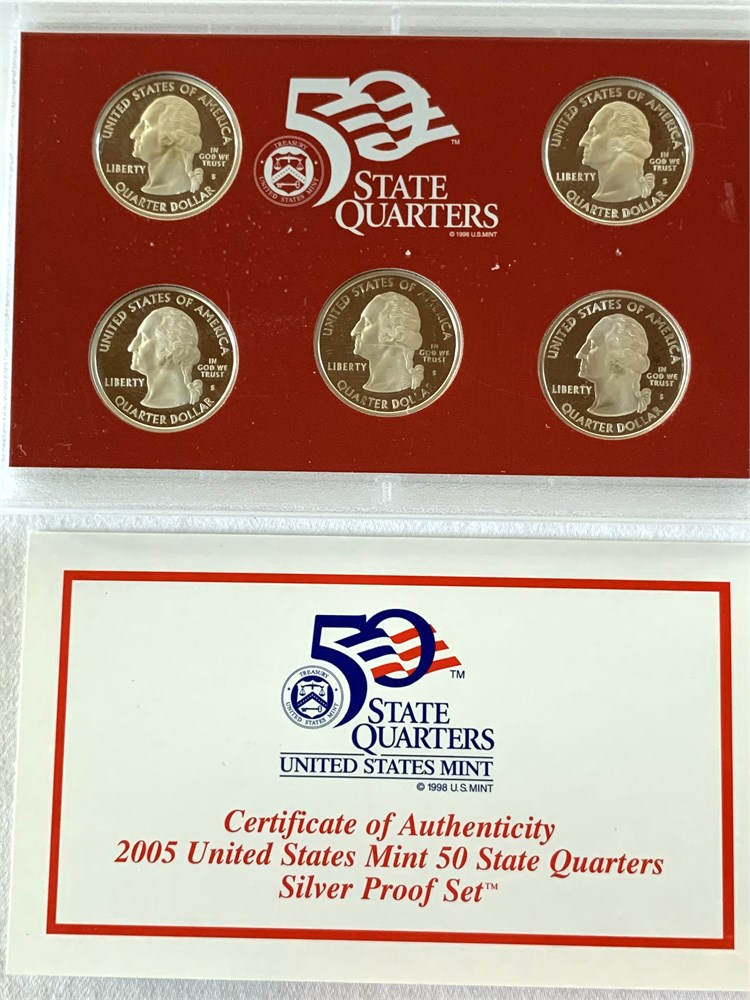 UNITED STATES OF AMERICA
LIBERTY
IN
GOD WE
TRUST
S
QUARTER DOLLAR
50
TM
TREASURY
UNITED STATES MINT
STATE
QUARTERS
© 1998 U.S. MINT
UNITED STATES OF AMERICA
LIBERTY
IN
GOD WE
TRUST
S
QUARTER DOLLAR
UNITED STATES OF AMERICA
LIBERTY
IN
GOD WE
TRUST
S
QUARTER DOLLAR
UNITED STATES OF AMERICA
LIBERTY
IN
GOD WE
TRUST
S
QUARTER DOLLAR
UNITED STATES OF AMERICA
LIBERTY
IN
GOD WE
TRUST
S
QUARTER DOLLAR
50
TM
TREASURY
UNITED STATES MINT
STATE
QUARTERS
UNITED STATES MINT
© 1998 U.S. MINT
Certificate of Authenticity
2005 United States Mint 50 State Quarters
Silver Proof Set™